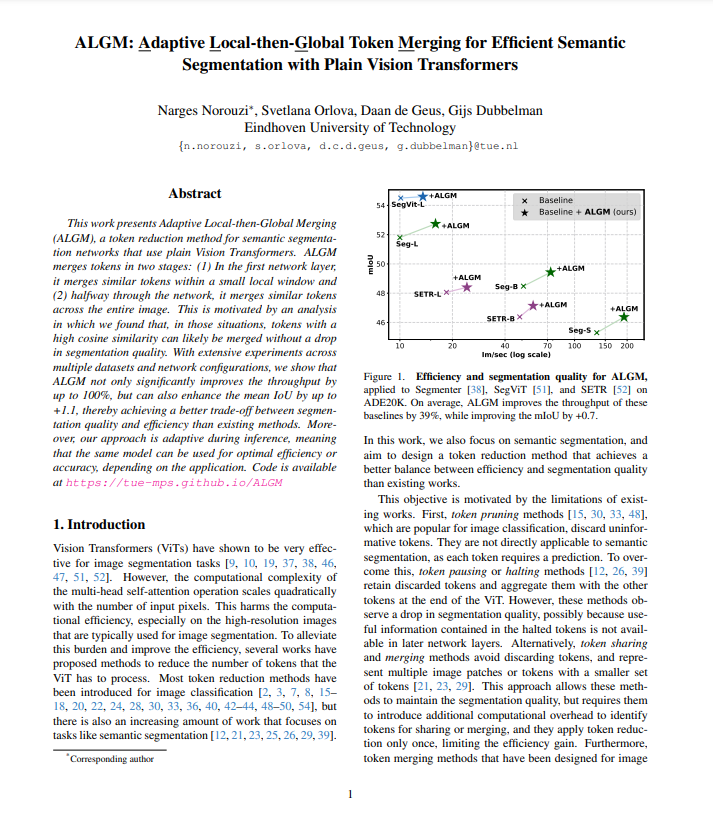 ALGM: Adaptive Local-then-Global Token Merging for Efficient Semantic
Segmentation with Plain Vision Transformers
Narges Norouzi*, Svetlana Orlova, Daan de Geus, Gijs Dubbelman
Eindhoven University of Technology
{n.norouzi, s.orlova, d.c.d.geus, g.dubbelman}@tue.nl
Abstract
This work presents Adaptive Local-then-Global Merging
(ALGM), a token reduction method for semantic segmenta-
tion networks that use plain Vision Transformers. ALGM
merges tokens in two stages: (1) In the first network layer,
it merges similar tokens within a small local window and
(2) halfway through the network, it merges similar tokens
across the entire image. This is motivated by an analysis
in which we found that, in those situations, tokens with a
high cosine similarity can likely be merged without a drop
in segmentation quality. With extensive experiments across
multiple datasets and network configurations, we show that
ALGM not only significantly improves the throughput by
up to 100%, but can also enhance the mean IoU by up to
+1.1, thereby achieving a better trade-off between segmen-
tation quality and efficiency than existing methods. More-
over, our approach is adaptive during inference, meaning
that the same model can be used for optimal efficiency or
accuracy, depending on the application. Code is available
at https://tue-mps.github.io/ALGM
1. Introduction
Vision Transformers (ViTs) have shown to be very effec-
tive for image segmentation tasks [9, 10, 19, 37, 38, 46,
47, 51, 52]. However, the computational complexity of
the multi-head self-attention operation scales quadratically
with the number of input pixels. This harms the computa-
tional efficiency, especially on the high-resolution images
that are typically used for image segmentation. To alleviate
this burden and improve the efficiency, several works have
proposed methods to reduce the number of tokens that the
ViT has to process. Most token reduction methods have
been introduced for image classification [2, 3, 7, 8, 15–
18, 20, 22, 24, 28, 30, 33, 36, 40, 42–44, 48–50, 54], but
there is also an increasing amount of work that focuses on
tasks like semantic segmentation [12, 21, 23, 25, 26, 29, 39].
*Corresponding author
mIoU
54
52
50
48
46
SegVit-L
+ALGM
Seg-L
+ALGM
SETR-L
+ALGM
Seg-B
+ALGM
SETR-B
+ALGM
Seg-S
+ALGM
Baseline
Baseline + ALGM (ours)
10 20 40 70 100 150 200
Im/sec (log scale)
Figure 1. Efficiency and segmentation quality for ALGM,
applied to Segmenter [38], SegViT [51], and SETR [52] on
ADE20K. On average, ALGM improves the throughput of these
baselines by 39%, while improving the mIoU by +0.7.
In this work, we also focus on semantic segmentation, and
aim to design a token reduction method that achieves a
better balance between efficiency and segmentation quality
than existing works.
This objective is motivated by the limitations of exist-
ing works. First, token pruning methods [15, 30, 33, 48],
which are popular for image classification, discard uninfor-
mative tokens. They are not directly applicable to semantic
segmentation, as each token requires a prediction. To over-
come this, token pausing or halting methods [12, 26, 39]
retain discarded tokens and aggregate them with the other
tokens at the end of the ViT. However, these methods ob-
serve a drop in segmentation quality, possibly because use-
ful information contained in the halted tokens is not avail-
able in later network layers. Alternatively, token sharing
and merging methods avoid discarding tokens, and repre-
sent multiple image patches or tokens with a smaller set
of tokens [21, 23, 29]. This approach allows these meth-
ods to maintain the segmentation quality, but requires them
to introduce additional computational overhead to identify
tokens for sharing or merging, and they apply token reduc-
tion only once, limiting the efficiency gain. Furthermore,
token merging methods that have been designed for image
1